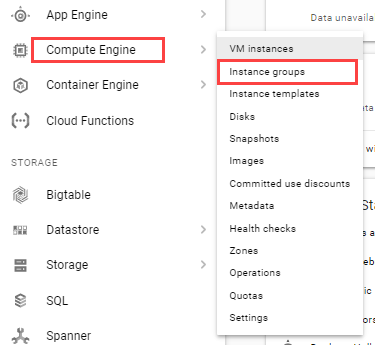 App Engine
Compute Engine
Container Engine
Cloud Functions
STORAGE
Bigtable
Datastore
Storage
SQL
Spanner
VM instances
Instance groups
Instance templates
Disks
Snapshots
Images
Committed use discounts
Metadata
Health checks
Zones
Operations
Quotas
Settings
Data unavaila